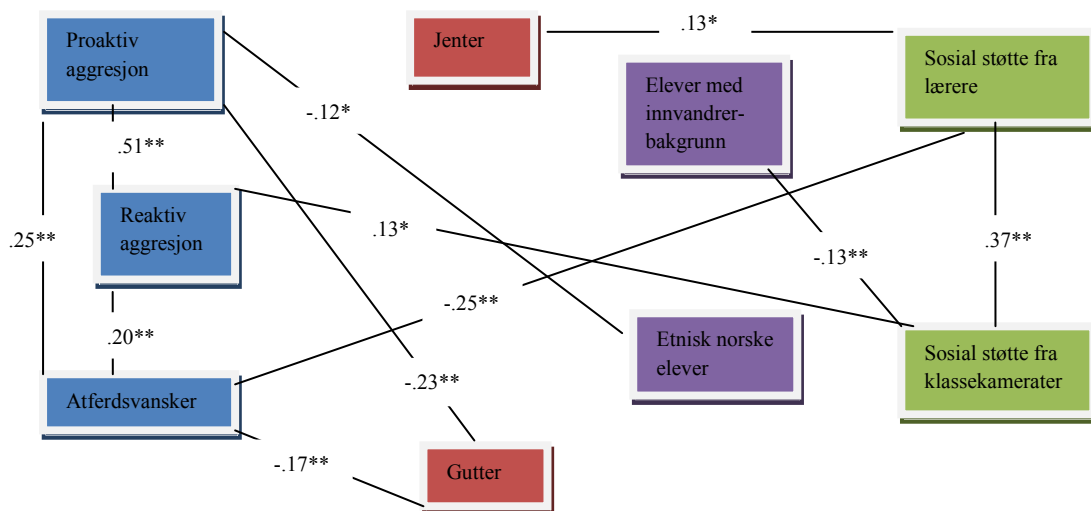 Proaktiv
aggresjon
Jenter
.13*
Sosial støtte fra
lærere
Elever med
innvandrer-
bakgrunn
-.12*
.51**
Reaktiv
aggresjon
.13*
.25**
.37**
-.13**
-.25**
.20**
Etnisk norske
elever
Sosial støtte fra
klassekamerater
-.23**
Atferdsvansker
-.17**
Gutter